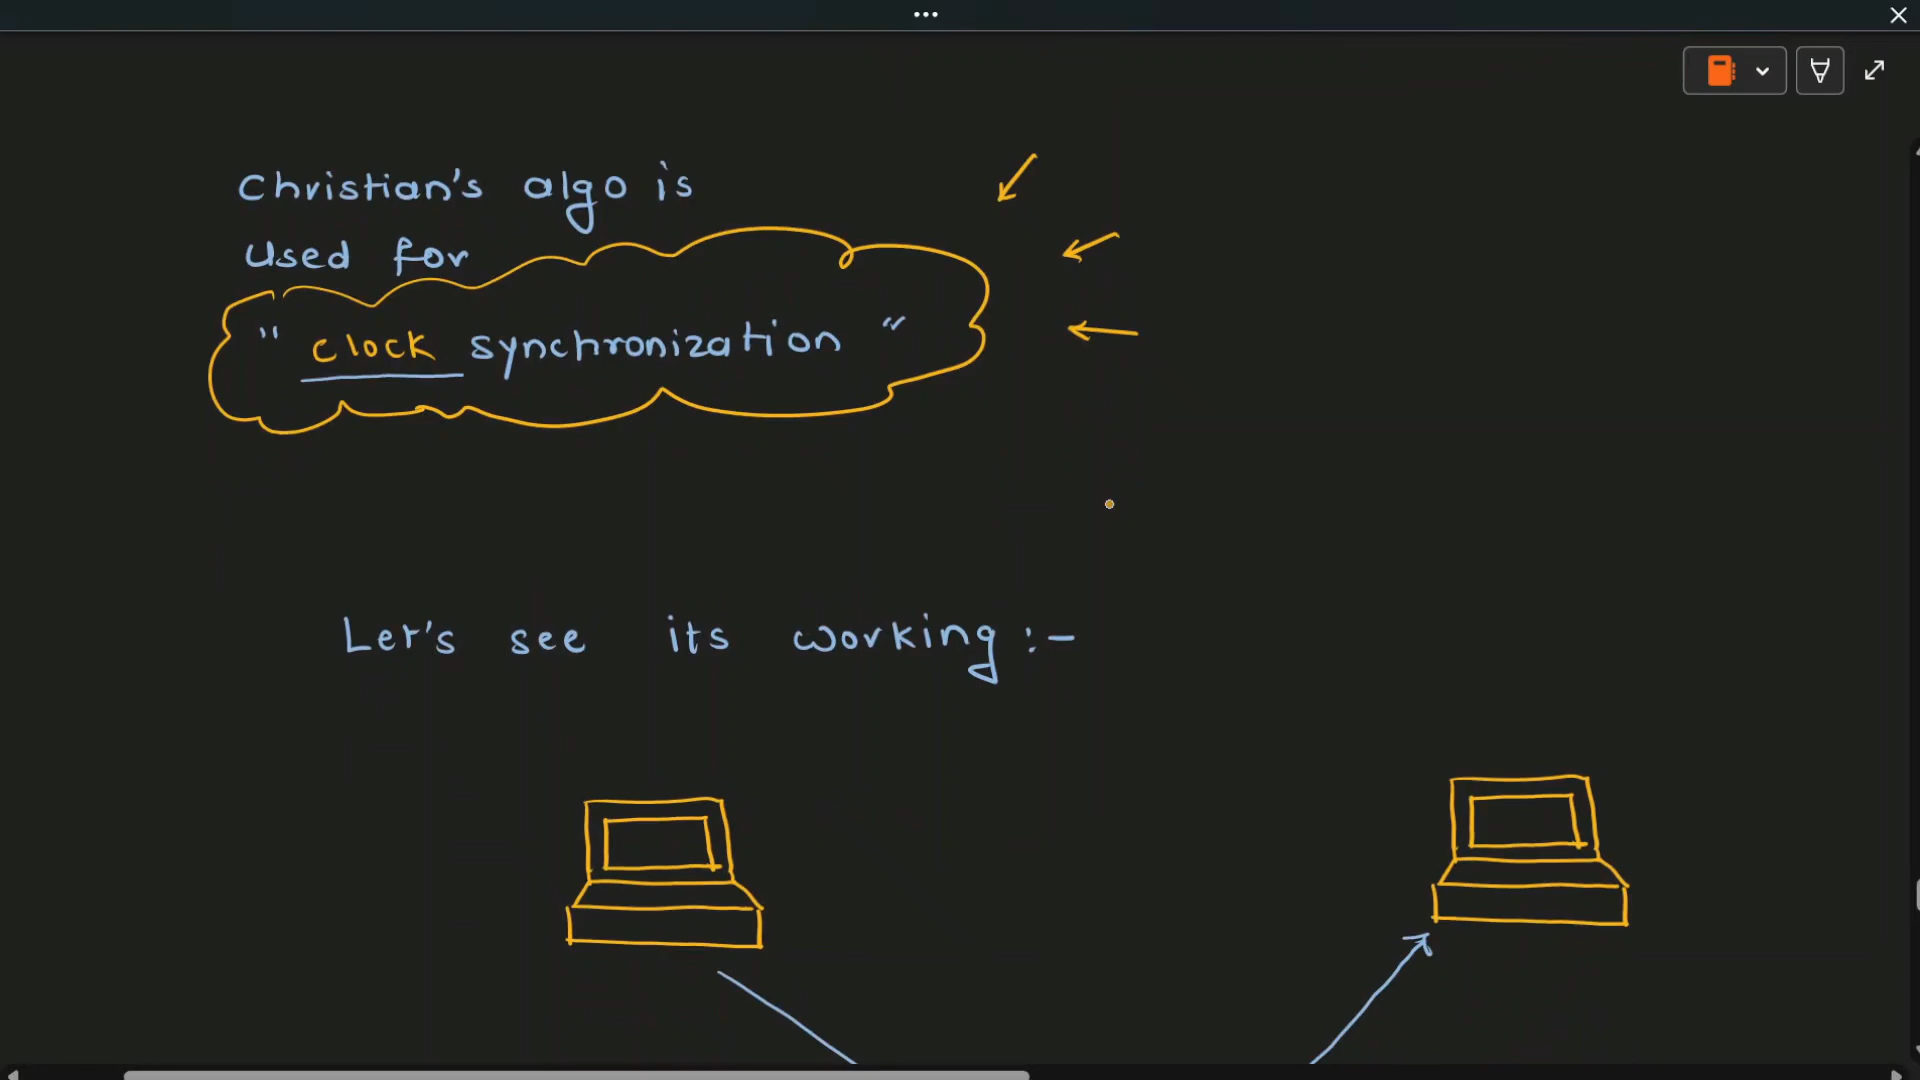 Christian's algo is
used for
" clock synchronization "
Let's see its working :-